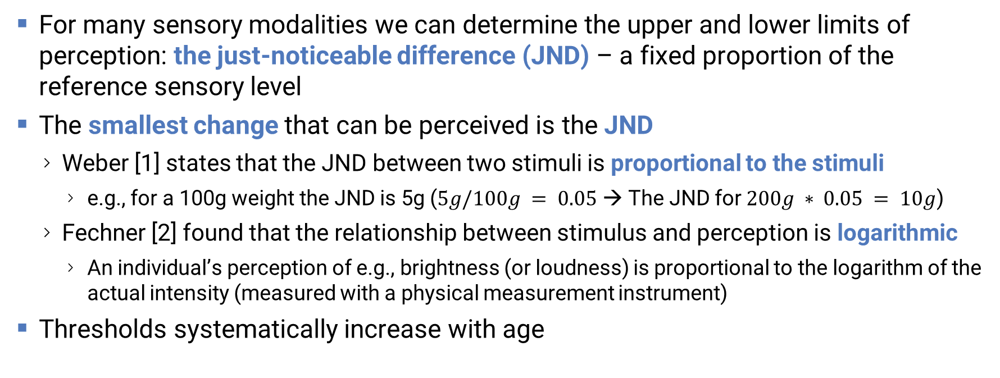 ▪ For many sensory modalities we can determine the upper and lower limits of
perception: the just-noticeable difference (JND) – a fixed proportion of the
reference sensory level
▪ The smallest change that can be perceived is the JND
› Weber [1] states that the JND between two stimuli is proportional to the stimuli
› e.g., for a 100g weight the JND is 5g (5g/100g = 0.05 → The JND for 200g * 0.05 = 10g)
› Fechner [2] found that the relationship between stimulus and perception is logarithmic
› An individual’s perception of e.g., brightness (or loudness) is proportional to the logarithm of the
actual intensity (measured with a physical measurement instrument)
▪ Thresholds systematically increase with age